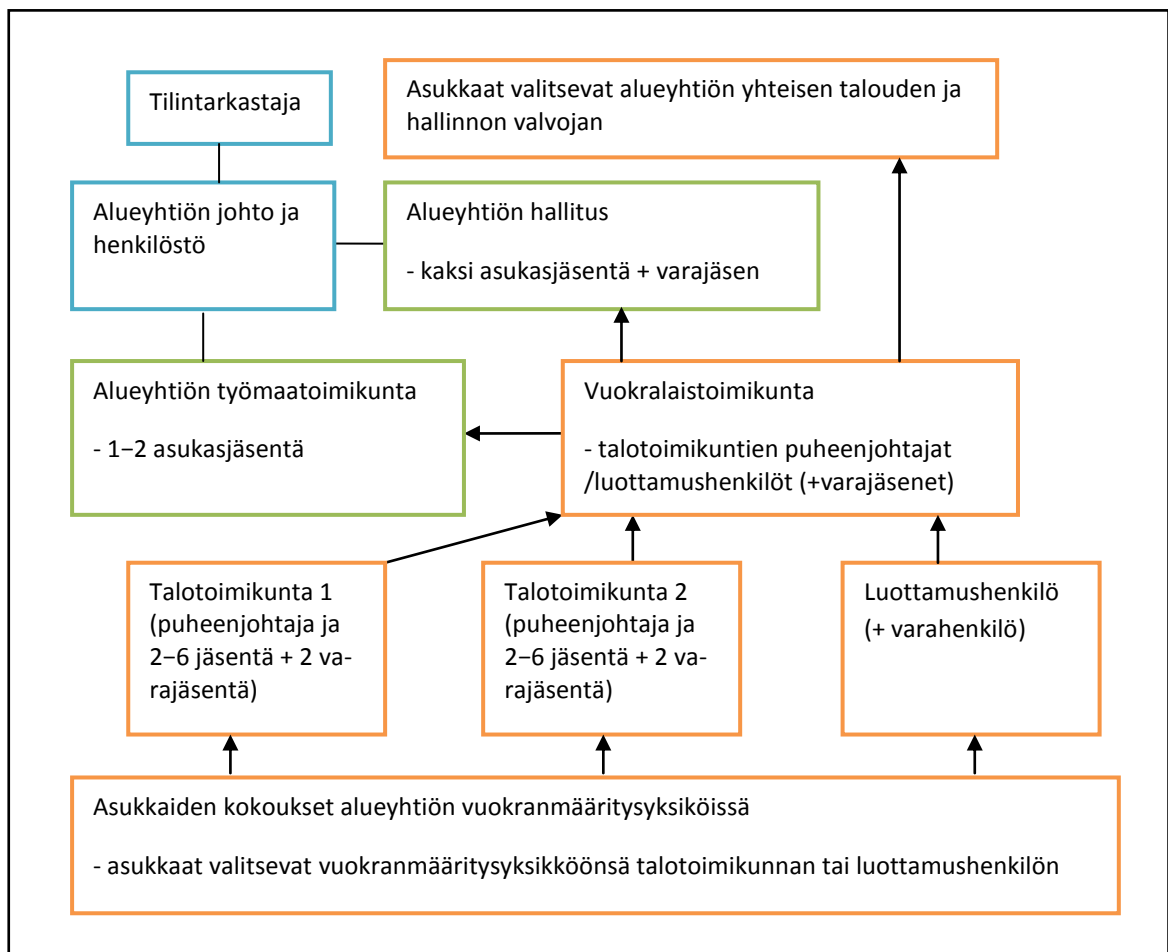 Tilintarkastaja
Asukkaat valitsevat alueyhtiön yhteisen talouden ja
hallinnon valvojan
Alueyhtiön johto ja
henkilöstö
Alueyhtiön hallitus
- kaksi asukasjäsentä + varajäsen
Alueyhtiön työmaatoimikunta
- 1−2 asukasjäsentä
Vuokralaistoimikunta
- talotoimikuntien puheenjohtajat
/luottamushenkilöt (+varajäsenet)
Talotoimikunta 1
(puheenjohtaja ja
2−6 jäsentä + 2 va-
rajäsentä)
Talotoimikunta 2
(puheenjohtaja ja
2−6 jäsentä + 2 va-
rajäsentä)
Luottamushenkilö
(+ varahenkilö)
Asukkaiden kokoukset alueyhtiön vuokranmääritysyksiköissä
- asukkaat valitsevat vuokranmääritysyksikköönsä talotoimikunnan tai luottamushenkilön